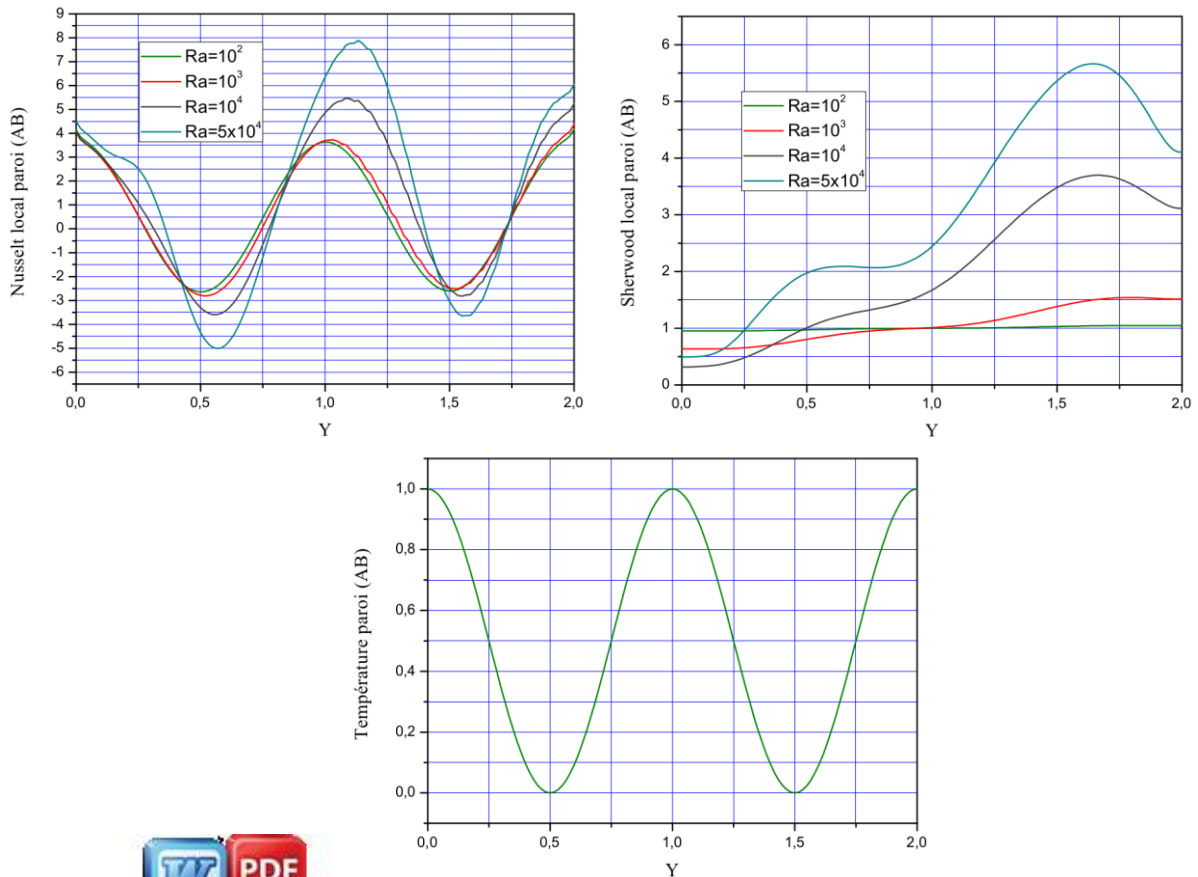 Nusselt local paroi (AB)
9
8
7
6
5
4
3
2
1
0
-1
-2
-3
-4
-5
-6
Ra=10²
Ra=10³
Ra=10⁴
Ra=5x10⁴
0,0 0,5 1,0 1,5 2,0
Y
Sherwood local paroi (AB)
6
5
4
3
2
1
0
Ra=10²
Ra=10³
Ra=10⁴
Ra=5x10⁴
0,0 0,5 1,0 1,5 2,0
Y
Température paroi (AB)
1,0
0,8
0,6
0,4
0,2
0,0
0,0 0,5 1,0 1,5 2,0
Y
W PDF